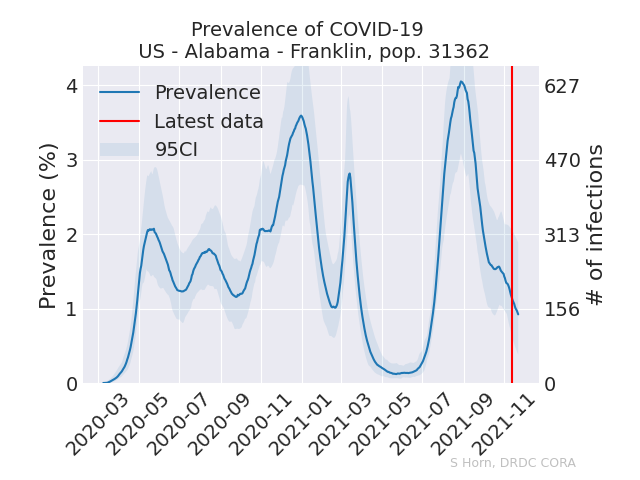 Prevalence of COVID-19
US - Alabama - Franklin, pop. 31362
Prevalence
Latest data
95CI
Prevalence (%)
4
3
2
1
0
# of infections
627
470
313
156
0
2020-03
2020-05
2020-07
2020-09
2020-11
2021-01
2021-03
2021-05
2021-07
2021-09
2021-11
S Horn, DRDC CORA